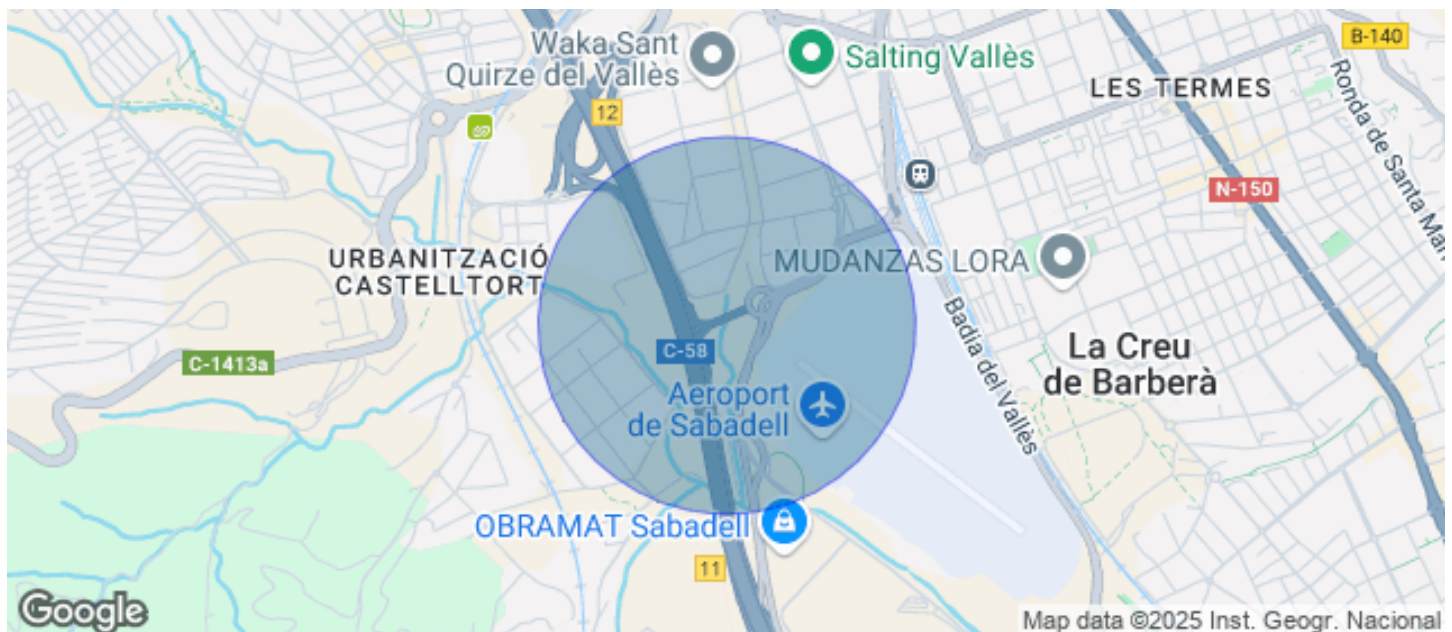 Waka Sant
Quirze del Vallès
Salting Vallès
B-140
LES TERMES
Ronda de Santa Mari
12
N-150
URBANITZACIÓ
CASTELLTORT
MUDANZAS LORA
Badia del Vallès
C-58
C-1413a
La Creu
de Barberà
Aeroport
de Sabadell
OBRAMAT Sabadell
11
Google
Map data ©2025 Inst. Geogr. Nacional